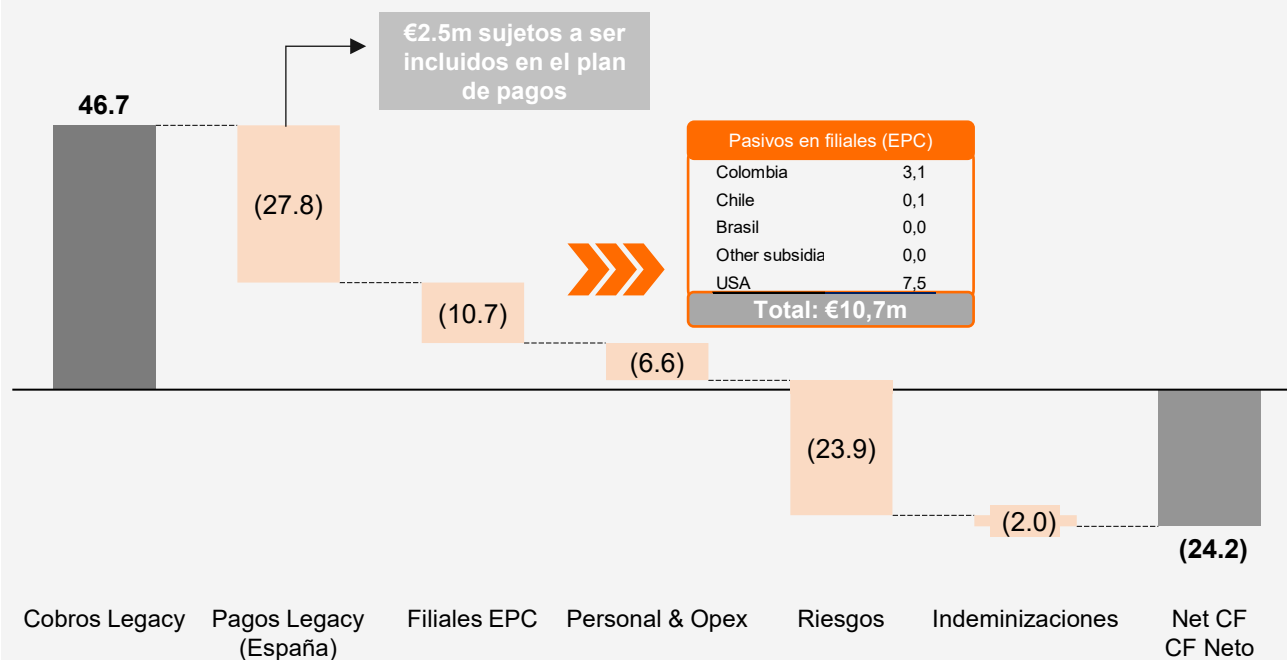 €2.5m sujetos a ser
incluidos en el plan
de pagos
46.7
(27.8)
(10.7)
(6.6)
(23.9)
(2.0)
(24.2)
Pasivos en filiales (EPC)
Colombia 3,1
Chile 0,1
Brasil 0,0
Other subsidia 0,0
USA 7,5
Total: €10,7m
Cobros Legacy
Pagos Legacy
(España)
Filiales EPC
Personal & Opex
Riesgos
Indeminizaciones
Net CF
CF Neto